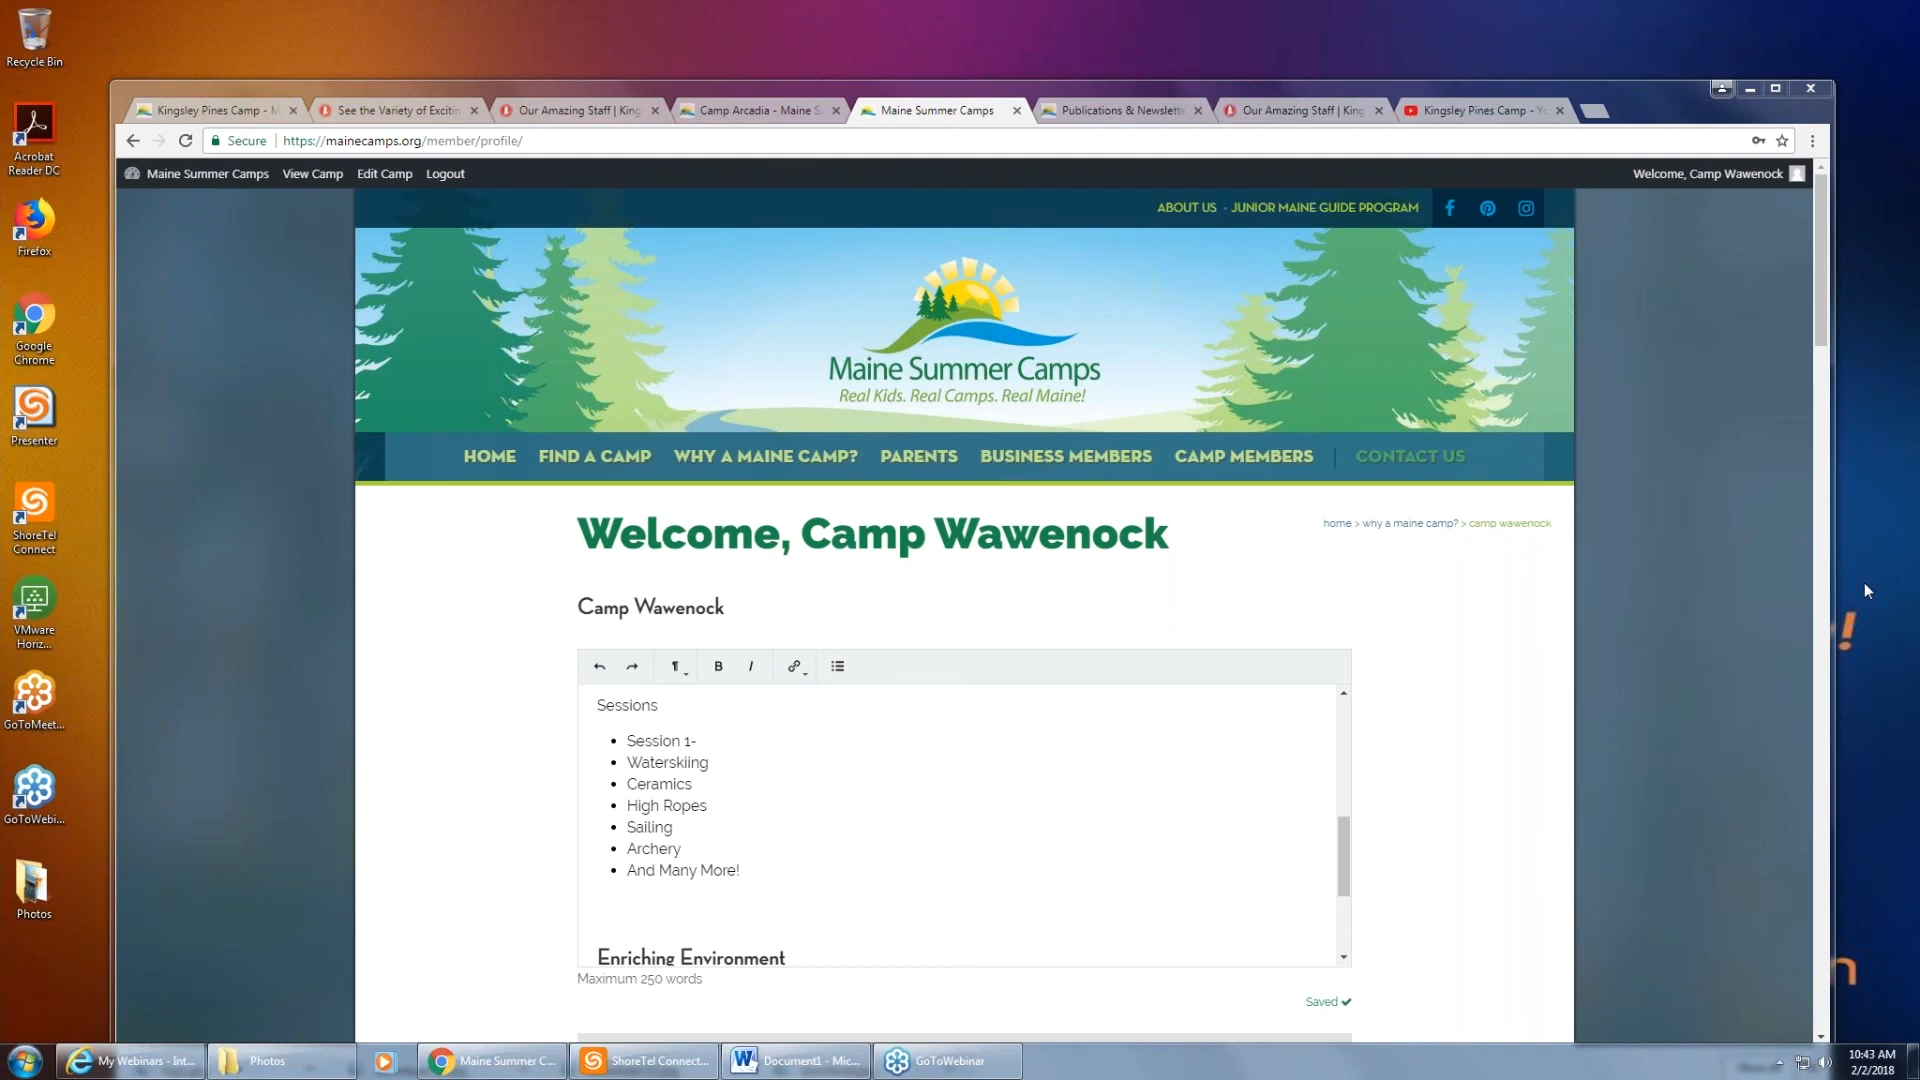 Recycle Bin
Acrobat
Reader DC
Firefox
Google
Chrome
Presenter
ShoreTel
Connect
VMware
Horiz...
GoToMeet...
GoToWebi...
Photos
Kingsley Pines Camp - M
See the Variety of Excitin
Our Amazing Staff | King
Camp Arcadia - Maine S
Maine Summer Camps
Publications & Newslette
Our Amazing Staff | King
Kingsley Pines Camp - Yo
Secure
https://mainecamps.org/member/profile/
Maine Summer Camps View Camp Edit Camp Logout
Welcome, Camp Wawenock
ABOUT US - JUNIOR MAINE GUIDE PROGRAM
Maine Summer Camps
Real Kids. Real Camps. Real Maine!
HOME FIND A CAMP WHY A MAINE CAMP? PARENTS BUSINESS MEMBERS CAMP MEMBERS | CONTACT US
Welcome, Camp Wawenock
home > why a maine camp? > camp wawenock
Camp Wawenock
¶ B I
Sessions
• Session 1-
• Waterskiing
• Ceramics
• High Ropes
• Sailing
• Archery
• And Many More!
Enriching Environment
Maximum 250 words
Saved
!
n
My Webinars - Int...
Photos
Maine Summer C...
ShoreTel Connect...
Document1 - Mic...
GoToWebinar
10:43 AM
2/2/2018